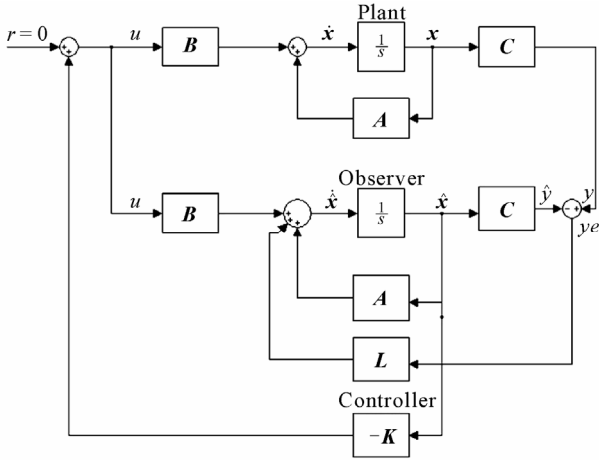 Plant
r = 0
u
B
ẋ
1/s
x
C
A
Observer
u
B
x̂̇
1/s
x̂
C
ŷ
y
ye
A
L
Controller
−K